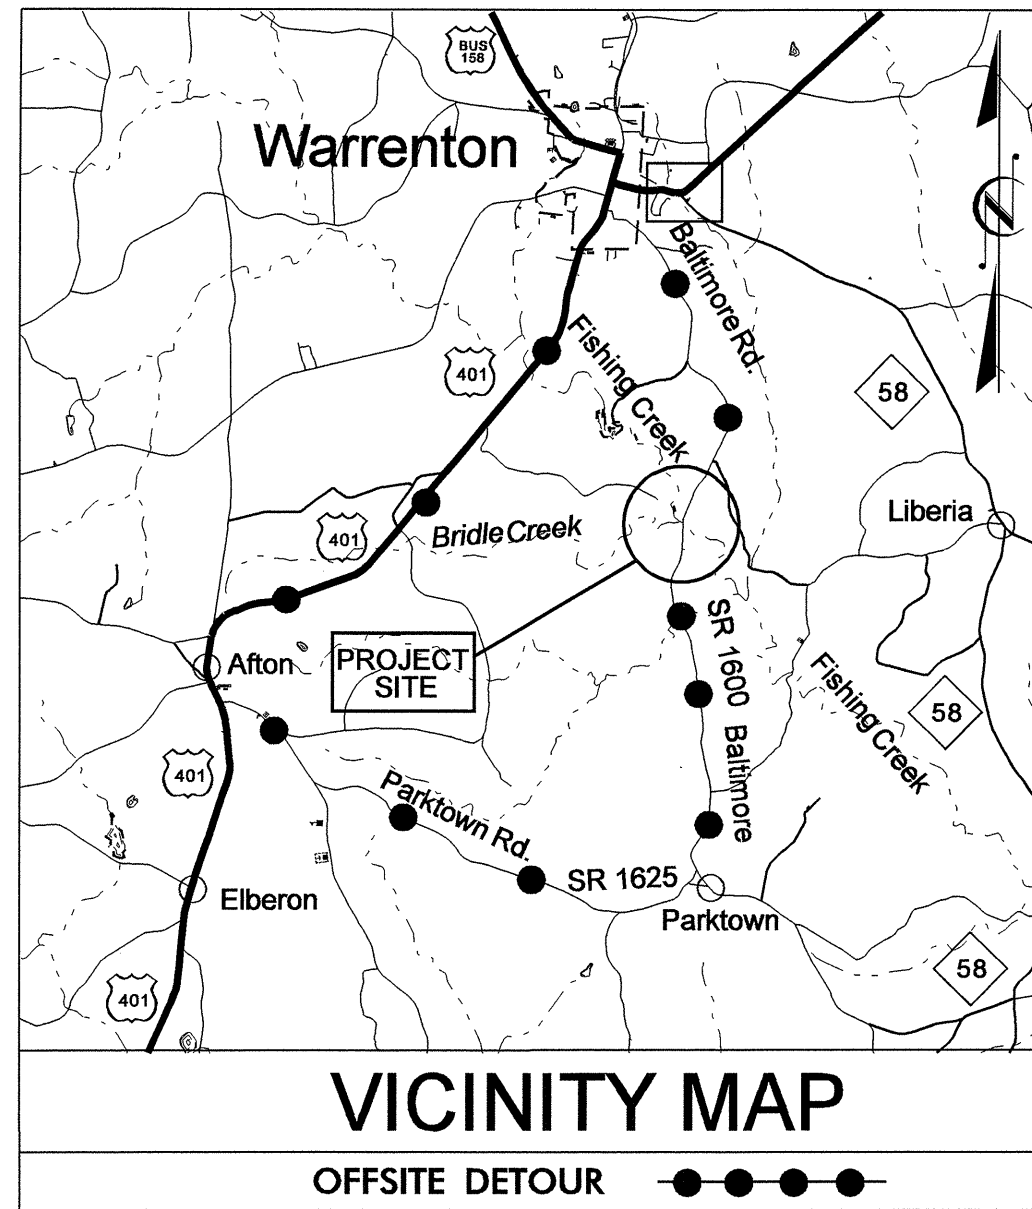 BUS
158
Warrenton
N
Baltimore Rd.
Fishing Creek
401
58
Liberia
Bridle Creek
401
SR 1600 Baltimore
Afton
PROJECT
SITE
Fishing Creek
58
401
Parktown Rd.
SR 1625
Elberon
Parktown
58
401
VICINITY MAP
OFFSITE DETOUR